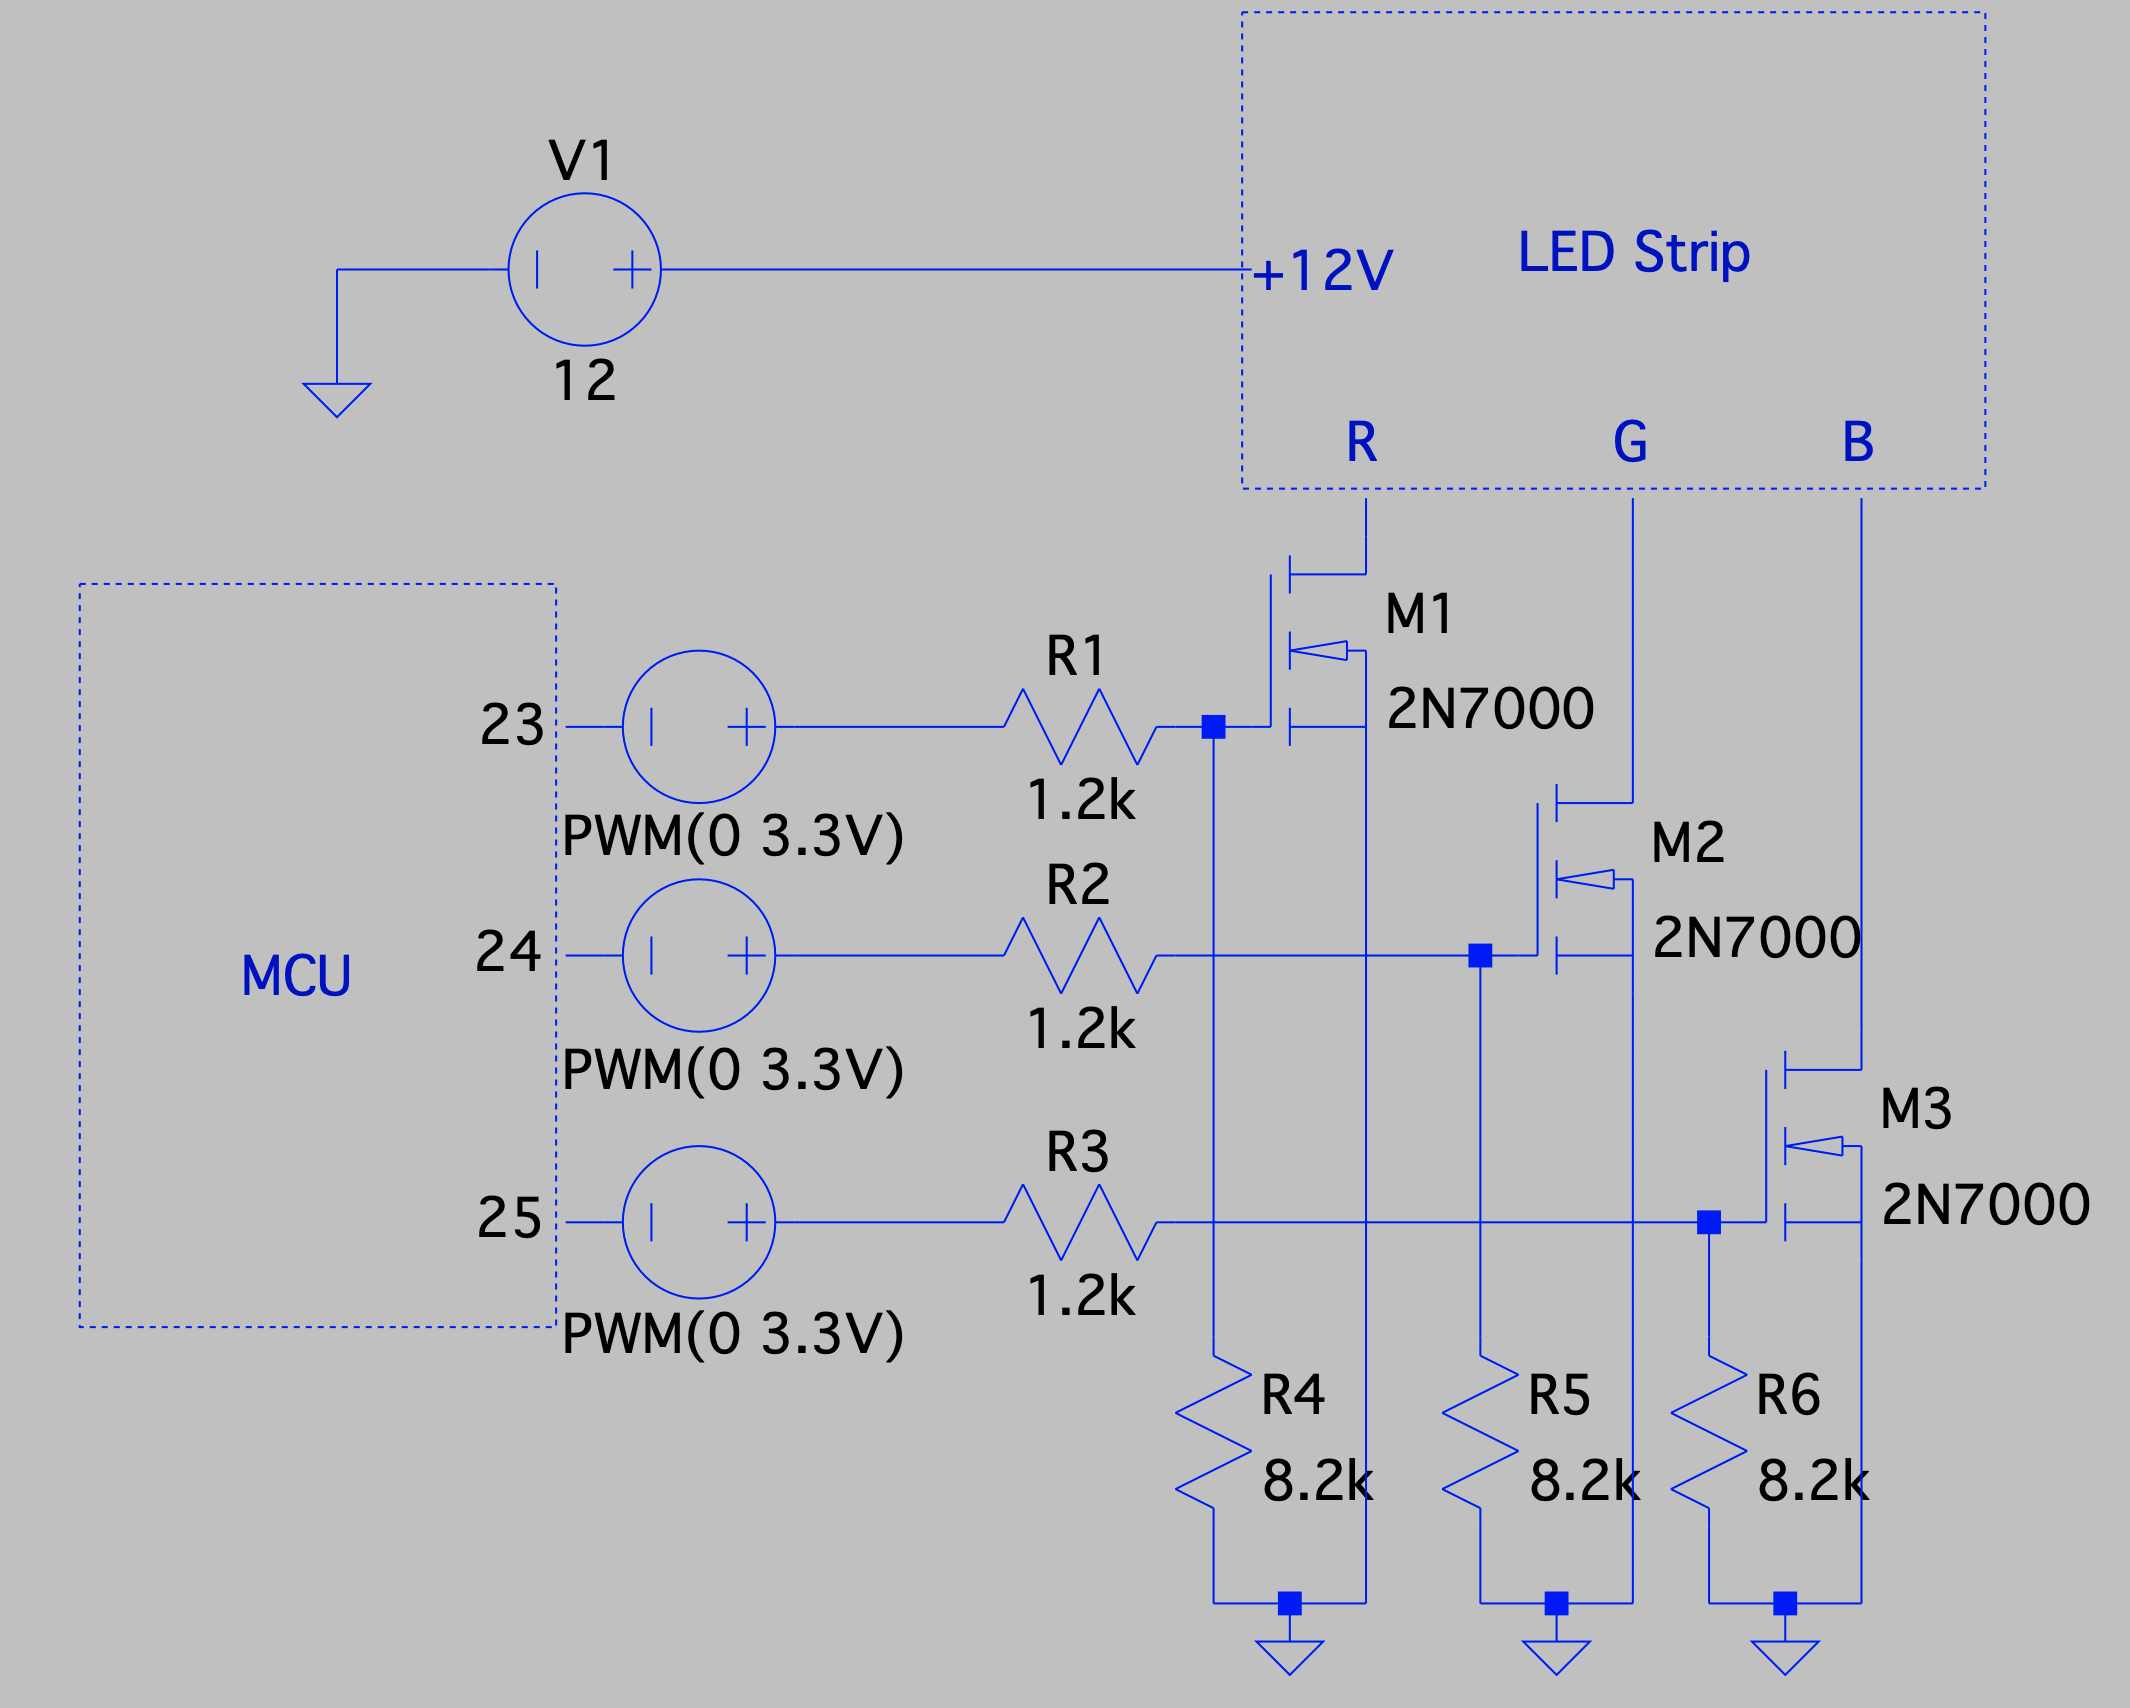 V1
+12V
LED Strip
12
R
G
B
M1
R1
23
2N7000
1.2k
PWM(0 3.3V)
M2
R2
24
2N7000
MCU
1.2k
PWM(0 3.3V)
M3
R3
25
2N7000
1.2k
PWM(0 3.3V)
R4
R5
R6
8.2k
8.2k
8.2k